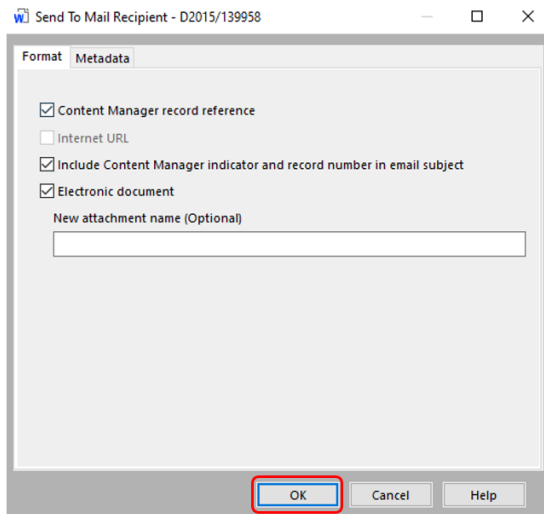 Send To Mail Recipient - D2015/139958
Format Metadata
Content Manager record reference
Internet URL
Include Content Manager indicator and record number in email subject
Electronic document
New attachment name (Optional)
OK Cancel Help